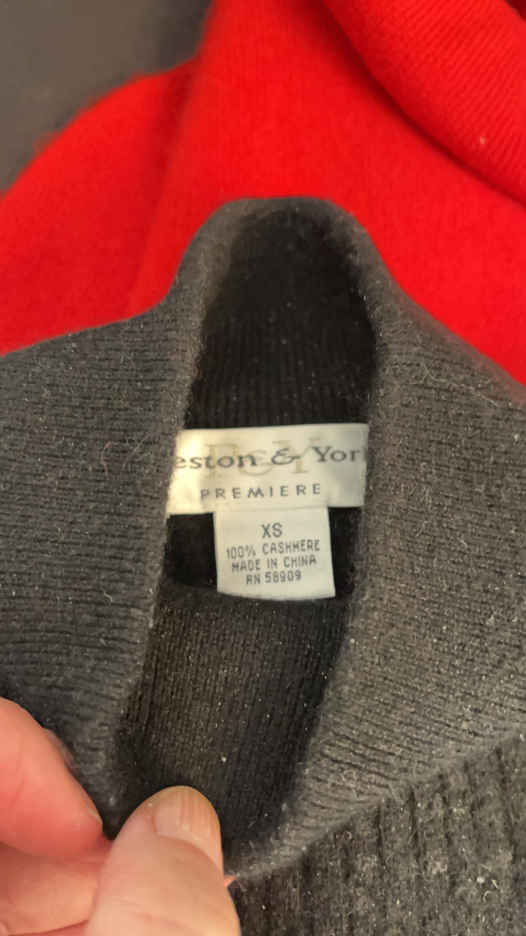 eston & Yor
P&Y
PREMIERE
XS
100% CASHMERE
MADE IN CHINA
RN 58909